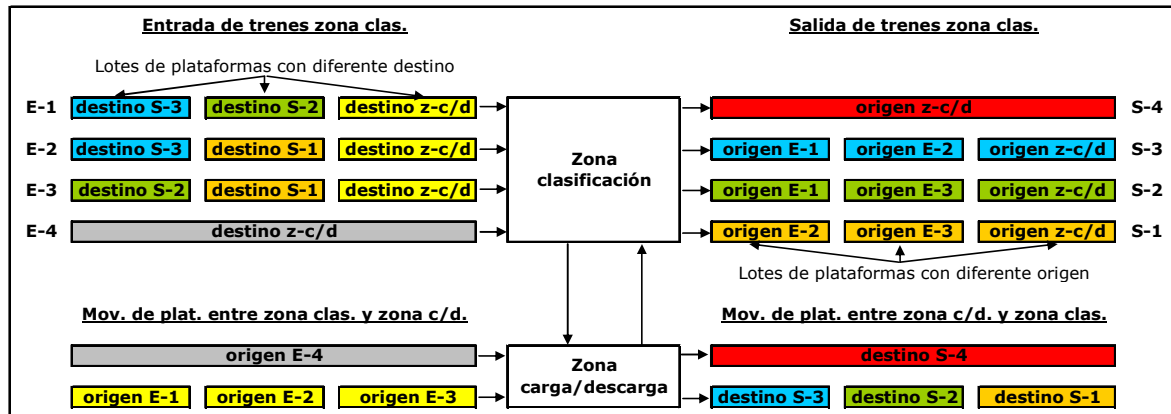 Entrada de trenes zona clas.
Salida de trenes zona clas.
Lotes de plataformas con diferente destino
E-1 destino S-3 destino S-2 destino z-c/d origen z-c/d S-4
E-2 destino S-3 destino S-1 destino z-c/d origen E-1 origen E-2 origen z-c/d S-3
Zona
clasificación
E-3 destino S-2 destino S-1 destino z-c/d origen E-1 origen E-3 origen z-c/d S-2
E-4 destino z-c/d origen E-2 origen E-3 origen z-c/d S-1
Lotes de plataformas con diferente origen
Mov. de plat. entre zona clas. y zona c/d.
Mov. de plat. entre zona c/d. y zona clas.
origen E-4 destino S-4
Zona
carga/descarga
origen E-1 origen E-2 origen E-3 destino S-3 destino S-2 destino S-1